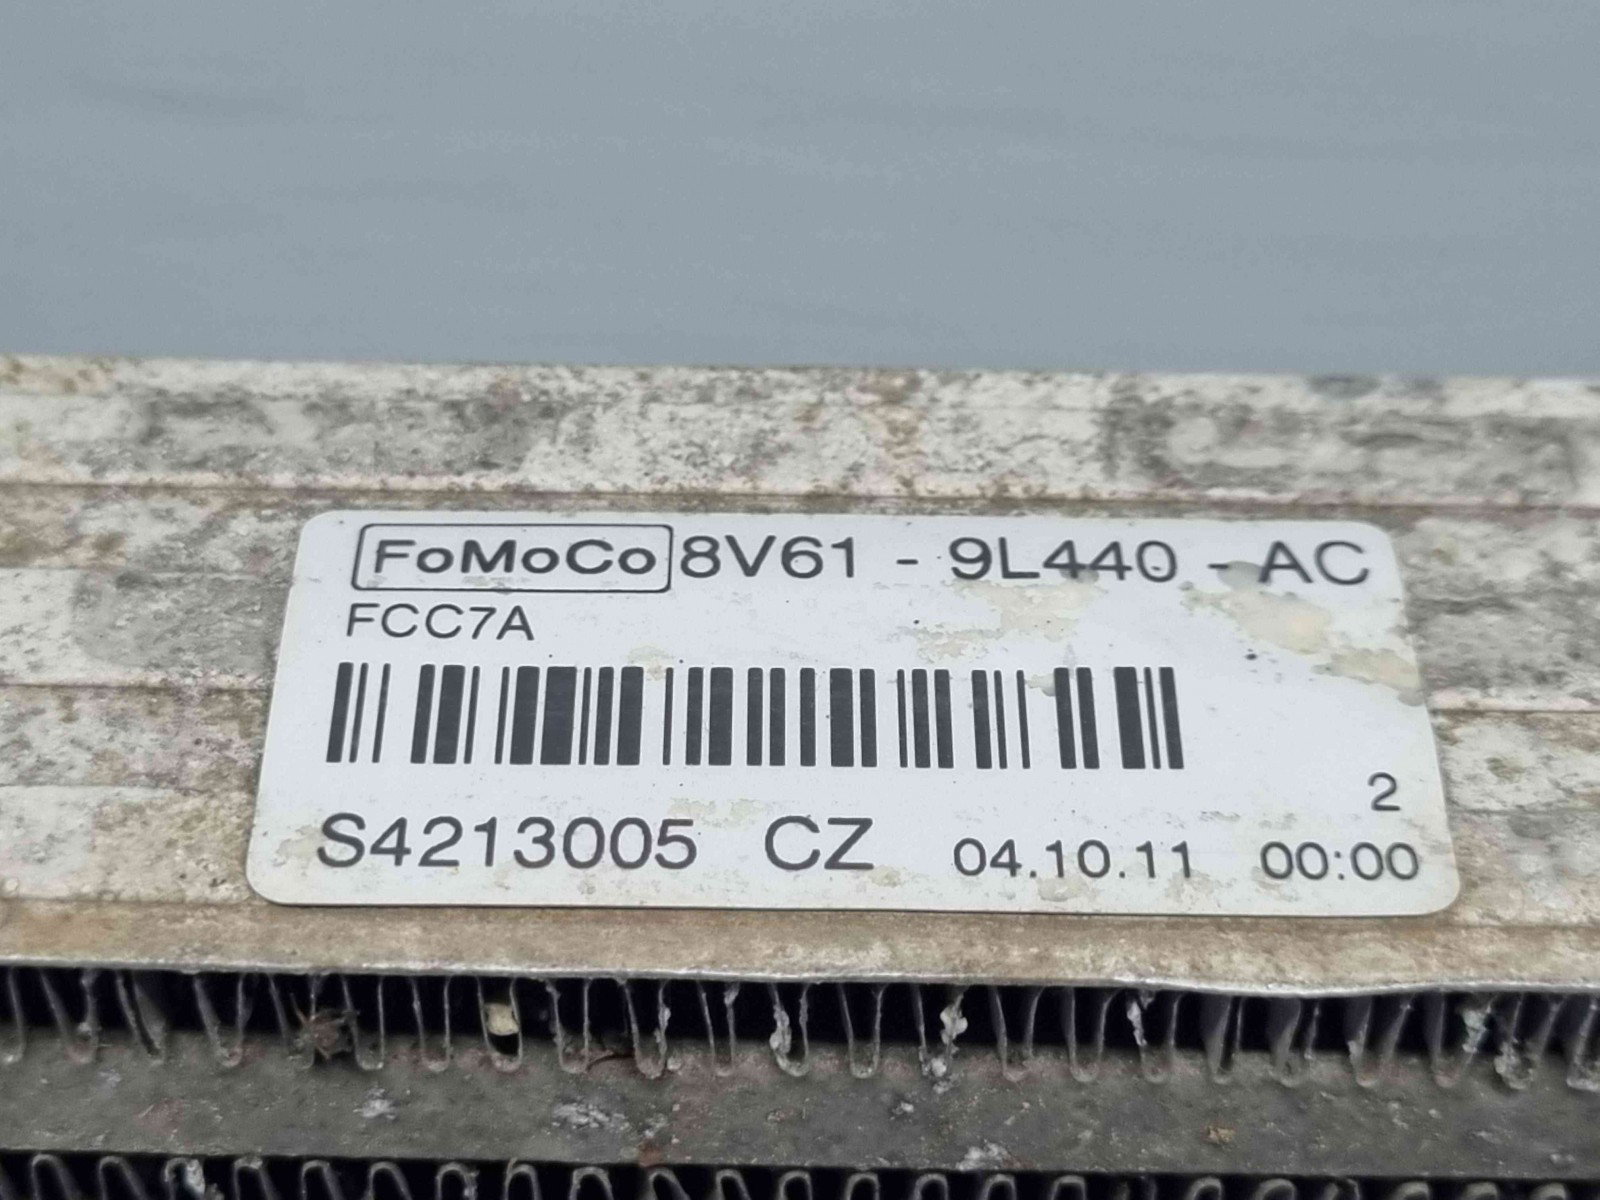 FoMoCo 8V61 - 9L440 - AC
FCC7A
2
S4213005 CZ 04.10.11 00:00